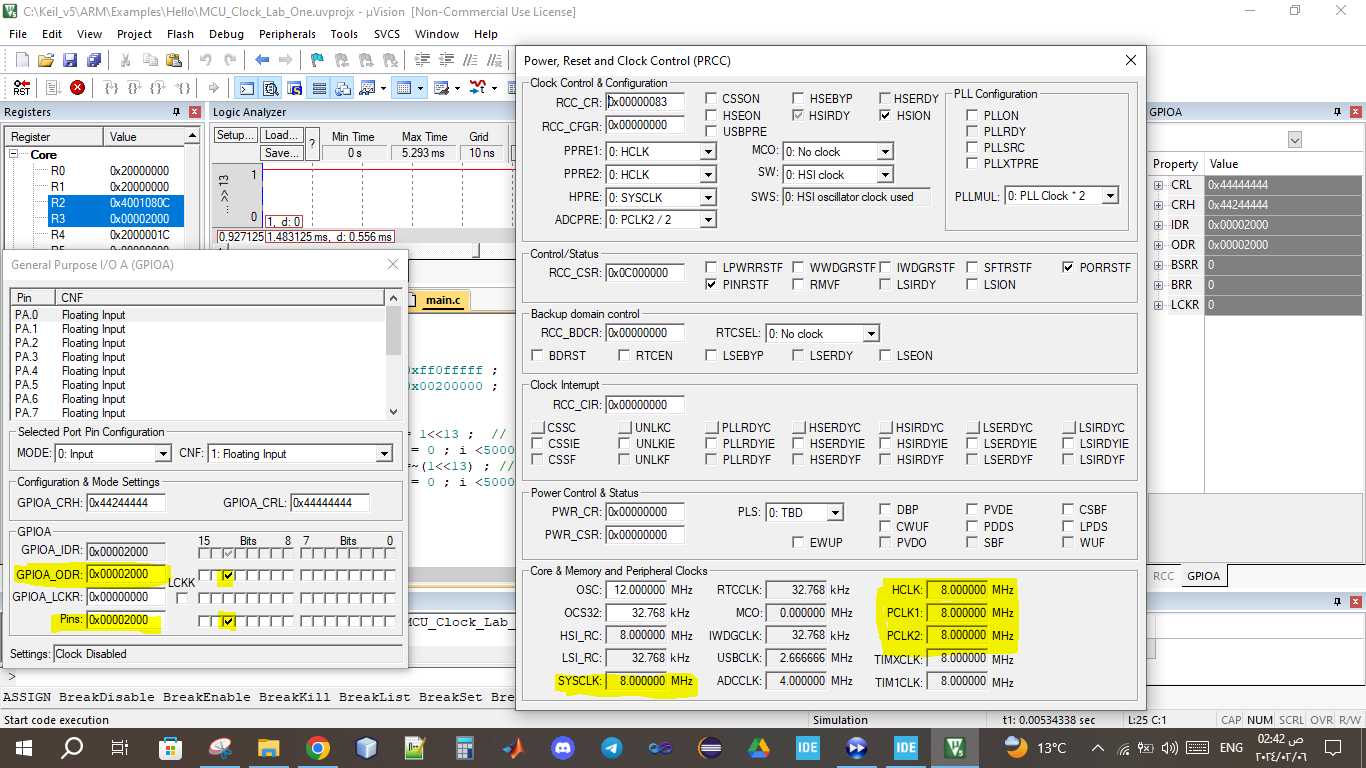 C:\Keil_v5\ARM\Examples\Hello\MCU_Clock_Lab_One.uvprojx - µVision [Non-Commercial Use License]
File Edit View Project Flash Debug Peripherals Tools SVCS Window Help
RST
Registers
Register Value
Core
R0 0x20000000
R1 0x20000000
R2 0x4001080C
R3 0x00002000
R4 0x2000001C
Logic Analyzer
Setup... Load... Min Time Max Time Grid
Save... ? 0 s 5.293 ms 10 ns
... >> 13
1
0
1, d: 0
0.927125 1.483125 ms, d: 0.556 ms
main.c
0xff0fffff ;
0x00200000 ;
= 1<<13 ; //
= 0 ; i <5000
=~(1<<13) ; //
= 0 ; i <5000
General Purpose I/O A (GPIOA)
Pin CNF
PA.0 Floating Input
PA.1 Floating Input
PA.2 Floating Input
PA.3 Floating Input
PA.4 Floating Input
PA.5 Floating Input
PA.6 Floating Input
PA.7 Floating Input
Selected Port Pin Configuration
MODE: 0: Input CNF: 1: Floating Input
Configuration & Mode Settings
GPIOA_CRH: 0x44244444 GPIOA_CRL: 0x44444444
GPIOA
15 Bits 8 7 Bits 0
GPIOA_IDR: 0x00002000
GPIOA_ODR: 0x00002000
LCKK
GPIOA_LCKR: 0x00000000
Pins: 0x00002000
Settings: Clock Disabled
Power, Reset and Clock Control (PRCC)
Clock Control & Configuration
RCC_CR: 0x00000083 CSSON HSEBYP HSERDY
HSEON HSIRDY HSION
RCC_CFGR: 0x00000000 USBPRE
PPRE1: 0: HCLK MCO: 0: No clock
PPRE2: 0: HCLK SW: 0: HSI clock
HPRE: 0: SYSCLK SWS: 0: HSI oscillator clock used
ADCPRE: 0: PCLK2 / 2
PLL Configuration
PLLON
PLLRDY
PLLSRC
PLLXTPRE
PLLMUL: 0: PLL Clock * 2
Control/Status
RCC_CSR: 0x0C000000 LPWRRSTF WWDGRSTF IWDGRSTF SFTRSTF PORRSTF
PINRSTF RMVF LSIRDY LSION
Backup domain control
RCC_BDCR: 0x00000000 RTCSEL: 0: No clock
BDRST RTCEN LSEBYP LSERDY LSEON
Clock Interrupt
RCC_CIR: 0x00000000
CSSC UNLKC PLLRDYC HSERDYC HSIRDYC LSERDYC LSIRDYC
CSSIE UNLKIE PLLRDYIE HSERDYIE HSIRDYIE LSERDYIE LSIRDYIE
CSSF UNLKF PLLRDYF HSERDYF HSIRDYF LSERDYF LSIRDYF
Power Control & Status
PWR_CR: 0x00000000 PLS: 0: TBD DBP PVDE CSBF
CWUF PDDS LPDS
PWR_CSR: 0x00000000 EWUP PVDO SBF WUF
Core & Memory and Peripheral Clocks
OSC: 12.000000 MHz RTCCLK: 32.768 kHz HCLK: 8.000000 MHz
OCS32: 32.768 kHz MCO: 0.000000 MHz PCLK1: 8.000000 MHz
HSI_RC: 8.000000 MHz IWDGCLK: 32.768 kHz PCLK2: 8.000000 MHz
LSI_RC: 32.768 kHz USBCLK: 2.666666 MHz TIMXCLK: 8.000000 MHz
SYSCLK: 8.000000 MHz ADCCLK: 4.000000 MHz TIM1CLK: 8.000000 MHz
GPIOA
Property Value
CRL 0x44444444
CRH 0x44244444
IDR 0x00002000
ODR 0x00002000
BSRR 0
BRR 0
LCKR 0
RCC GPIOA
MCU_Clock_Lab_
>
ASSIGN BreakDisable BreakEnable BreakKill BreakList BreakSet Bre
Start code execution Simulation t1: 0.00534338 sec L:25 C:1 CAP NUM SCRL OVR R/W
IDE IDE 13°C ENG 02:42 ص
٢٠٢٤/٠٢/٠٦